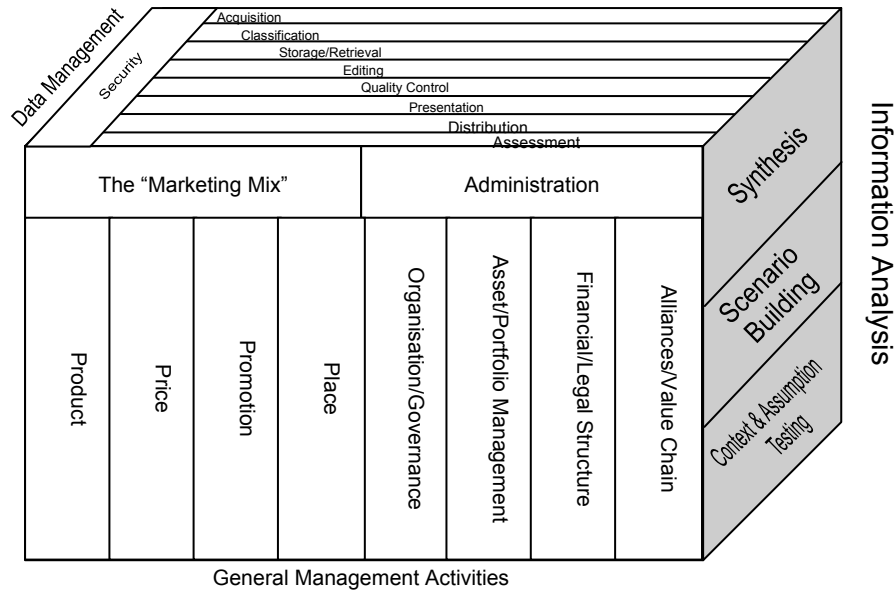 Data Management
Security
Acquisition
Classification
Storage/Retrieval
Editing
Quality Control
Presentation
Distribution
Assessment
The “Marketing Mix”
Administration
Product
Price
Promotion
Place
Organisation/Governance
Asset/Portfolio Management
Financial/Legal Structure
Alliances/Value Chain
Synthesis
Scenario
Building
Context & Assumption
Testing
Information Analysis
General Management Activities